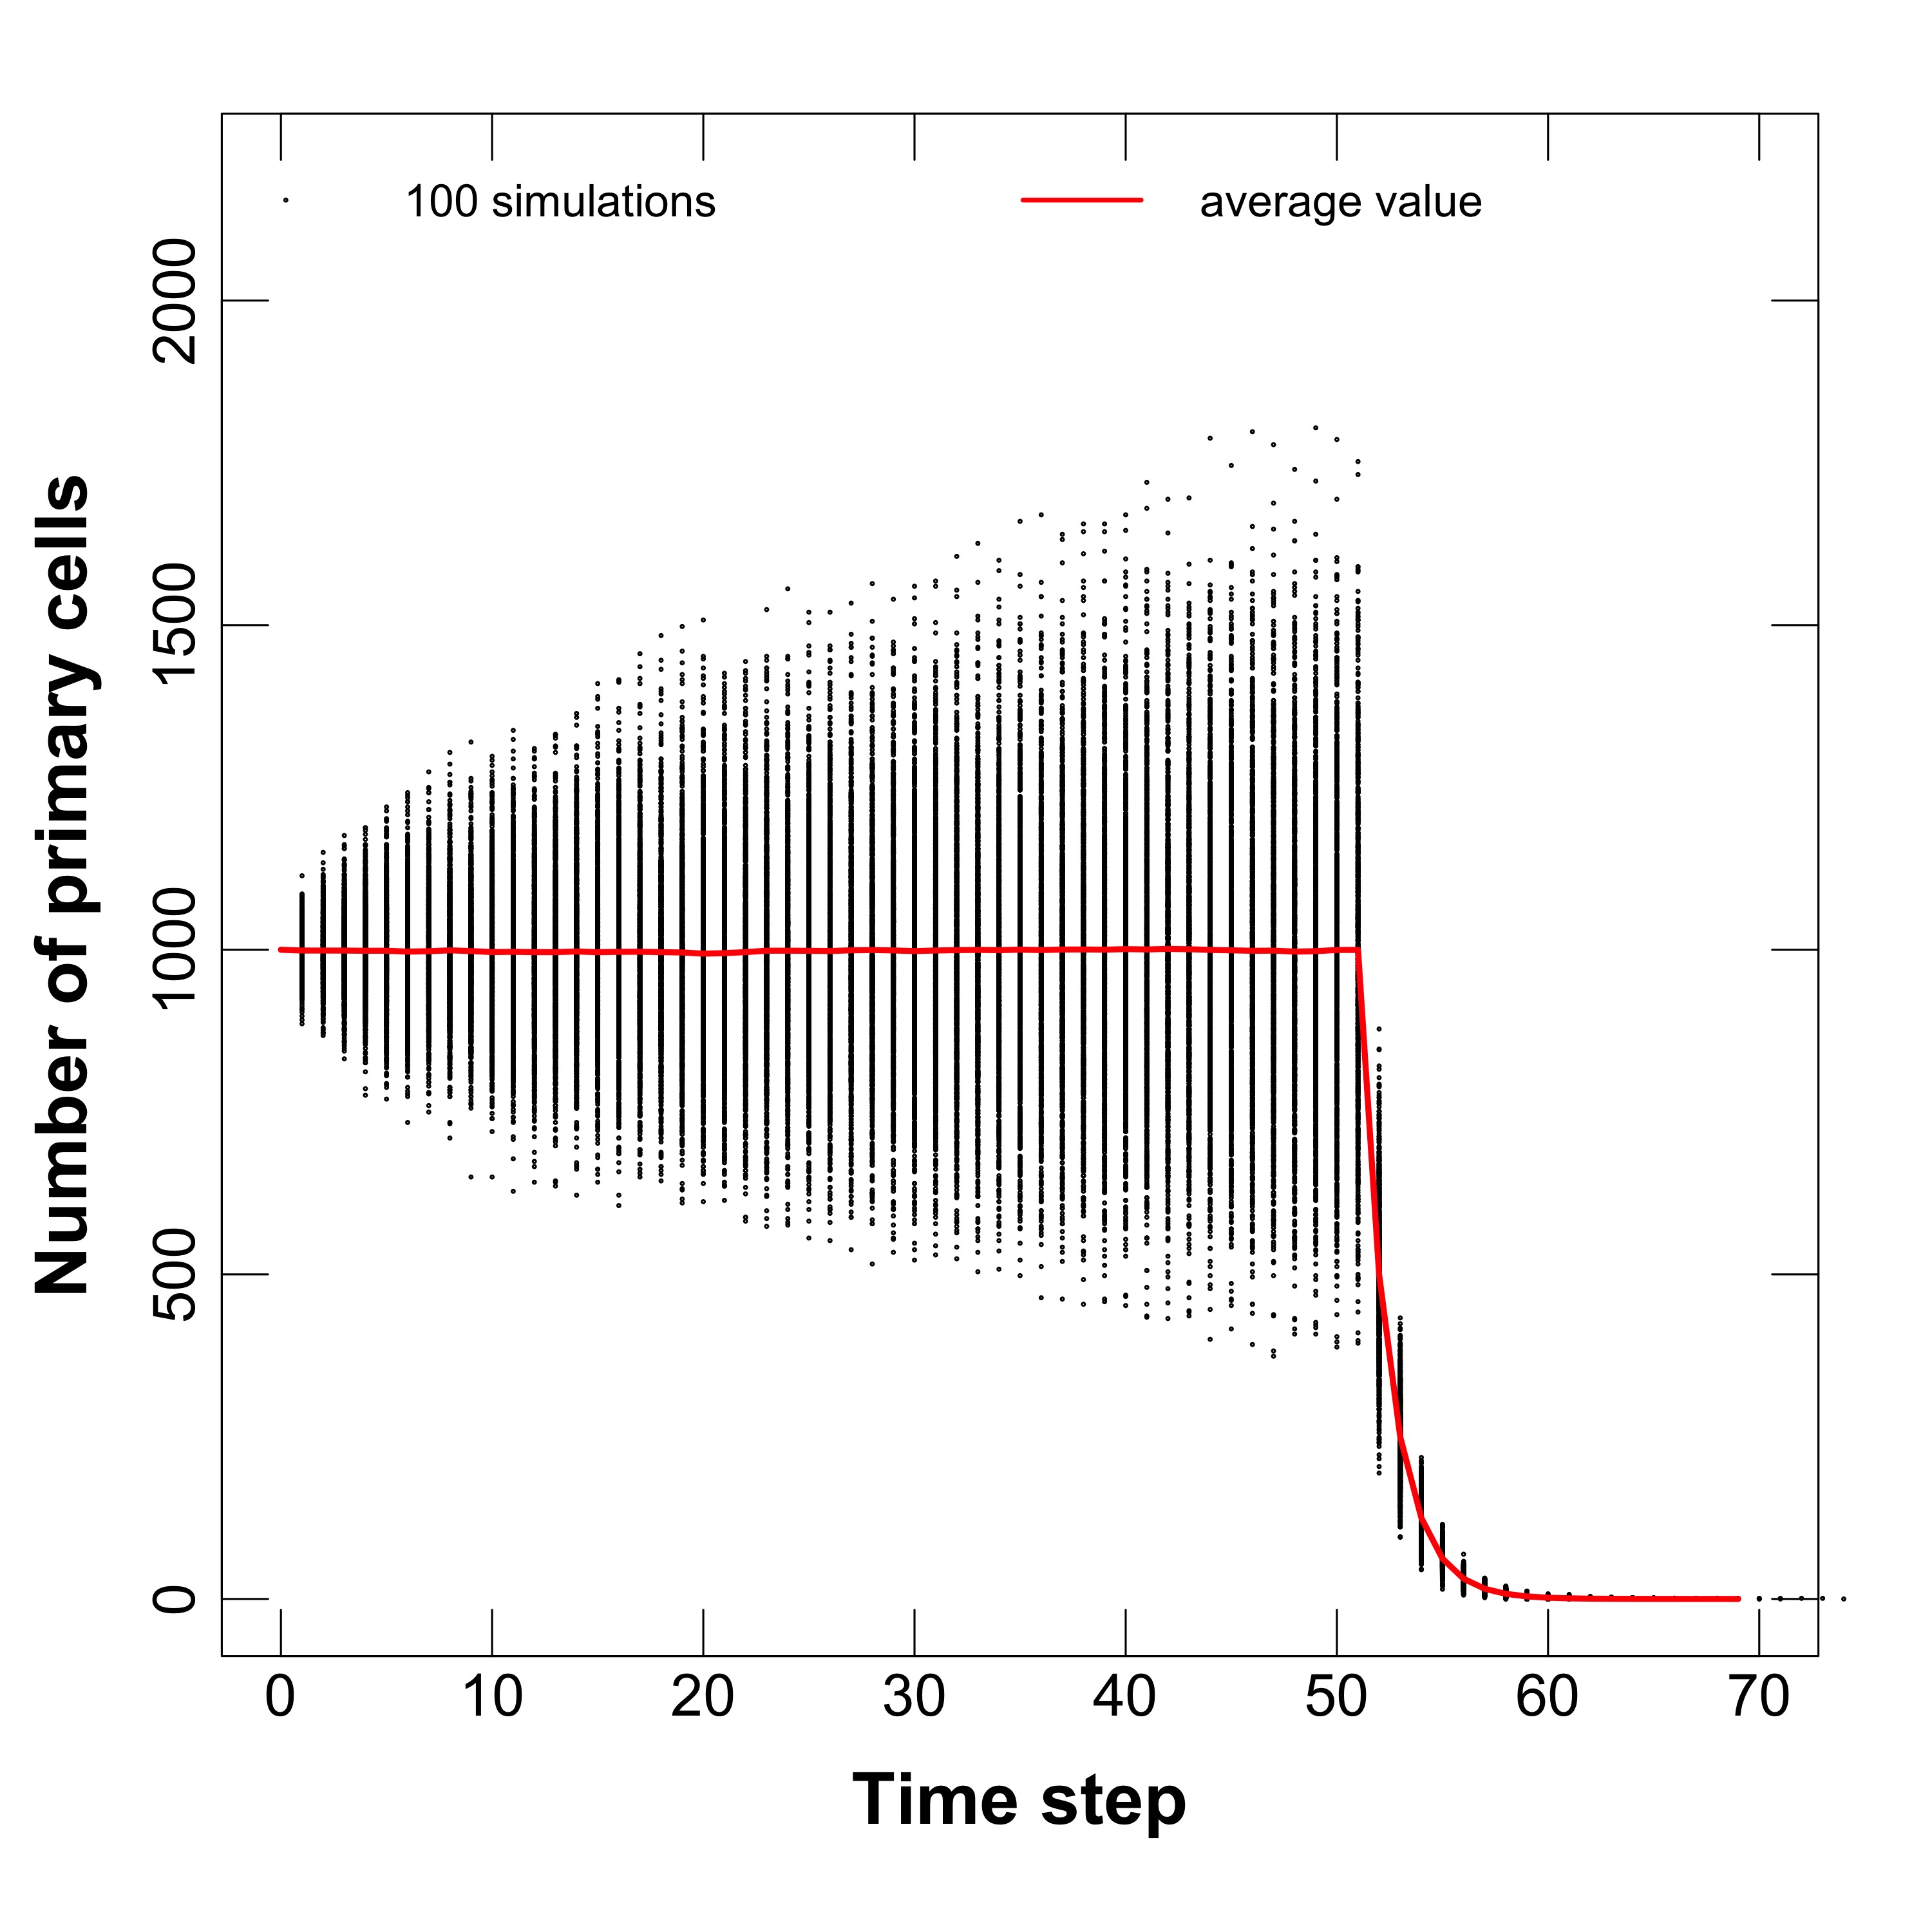 100 simulations
average value
Number of primary cells
2000
1500
1000
500
0
0 10 20 30 40 50 60 70
Time step